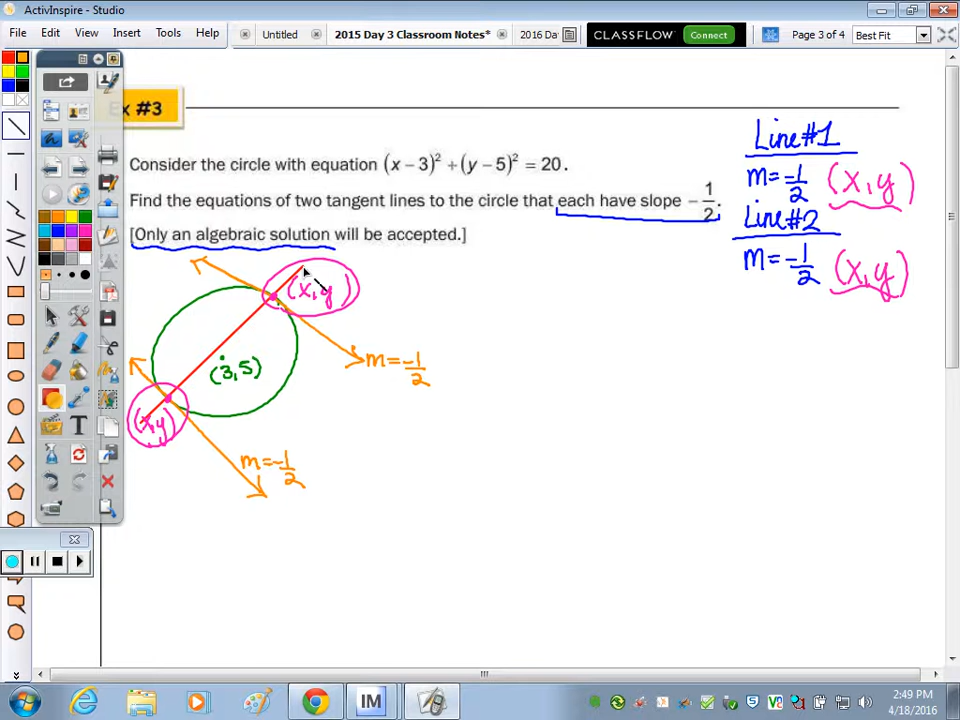 ActivInspire - Studio
File Edit View Insert Tools Help
Untitled
2015 Day 3 Classroom Notes*
2016 Da
CLASSFLOW
Connect
Page 3 of 4
Best Fit
Ex #3
Consider the circle with equation (x – 3)² + (y – 5)² = 20.
Find the equations of two tangent lines to the circle that each have slope –1/2.
[Only an algebraic solution will be accepted.]
Line#1
m=-1/2 (x,y)
Line#2
m=-1/2 (x,y)
(x,y)
(3,5)
m=-1/2
(x,y)
m=-1/2
IM
2:49 PM
4/18/2016